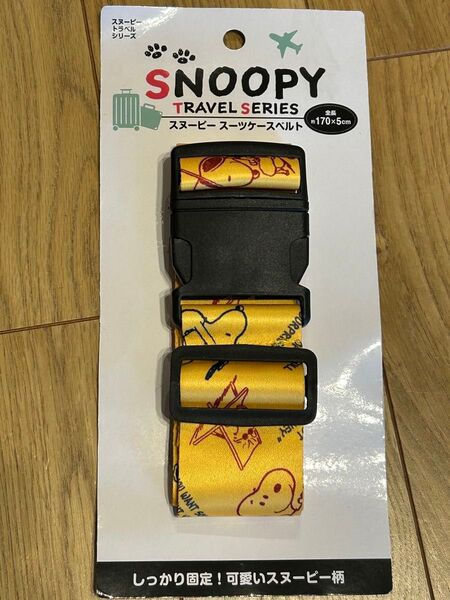 スヌーピー
トラベル
シリーズ
SNOOPY
TRAVEL SERIES
スヌーピー スーツケースベルト
全長
約170×5cm
しっかり固定！可愛いスヌーピー柄